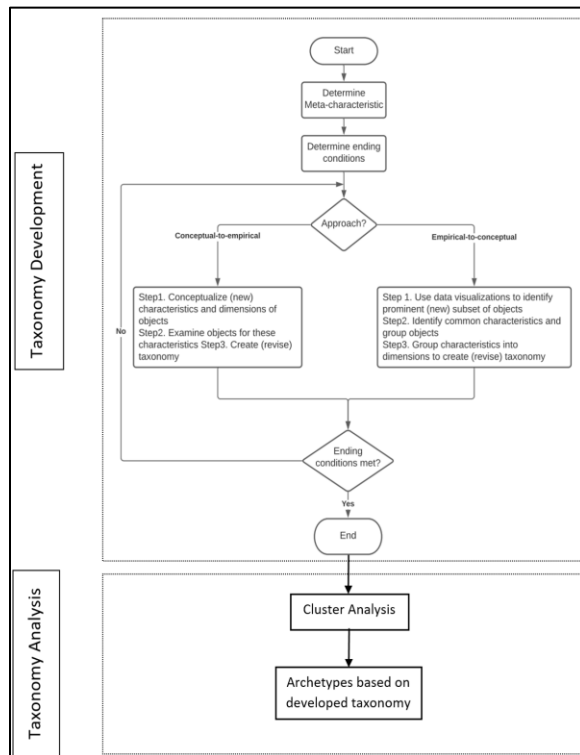 Taxonomy Development
Start
Determine
Meta-characteristic
Determine ending
conditions
Approach?
Conceptual-to-empirical
Empirical-to-conceptual
Step1. Conceptualize (new)
characteristics and dimensions of
objects
Step2. Examine objects for these
characteristics Step3. Create (revise)
taxonomy
Step 1. Use data visualizations to identify
prominent (new) subset of objects
Step2. Identify common characteristics and
group objects
Step3. Group characteristics into
dimensions to create (revise) taxonomy
No
Ending
conditions met?
Yes
End
Taxonomy Analysis
Cluster Analysis
Archetypes based on
developed taxonomy